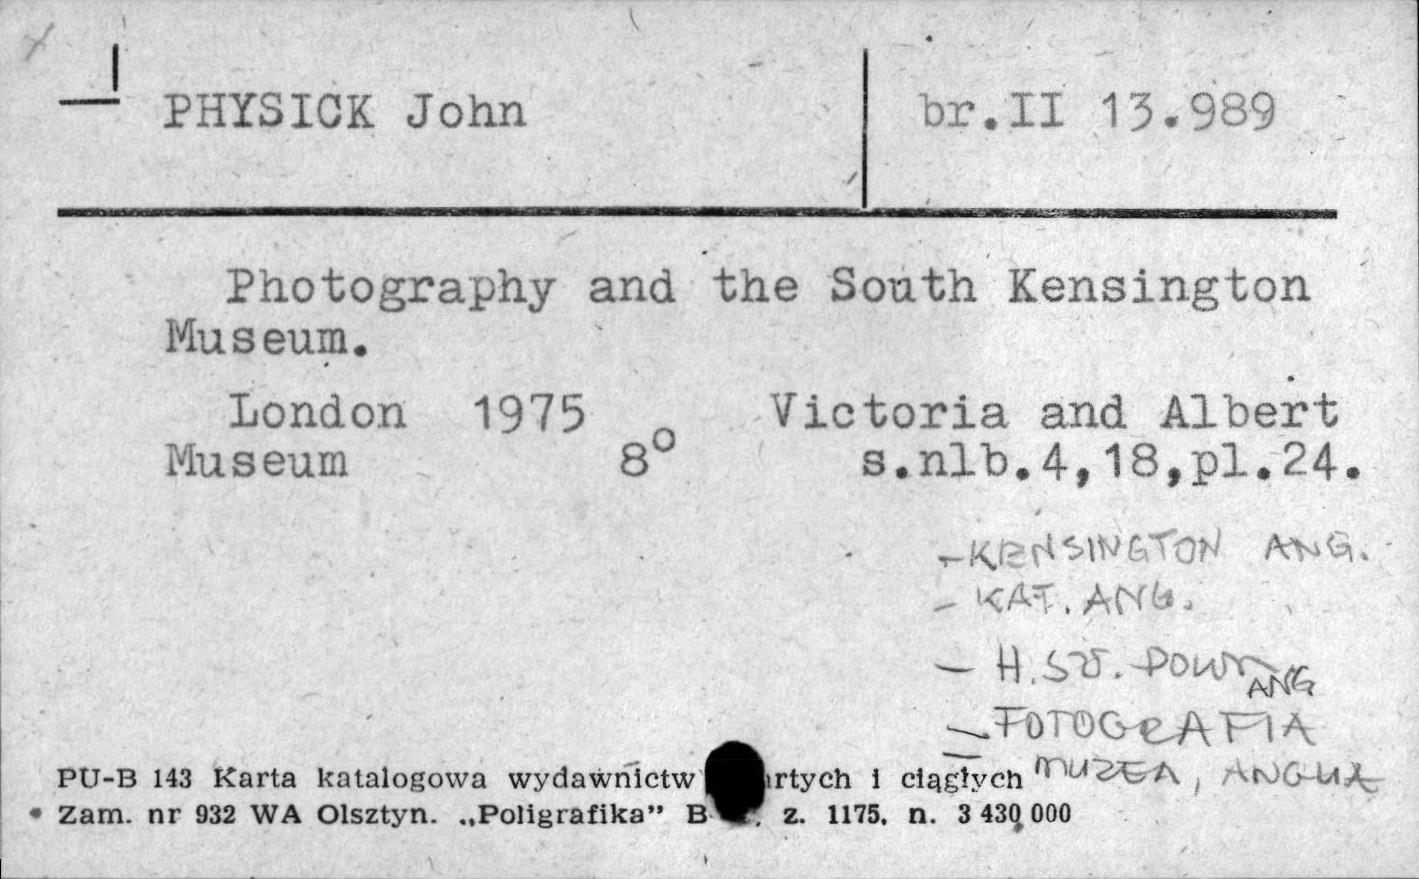 PHYSICK John
br.II 13.989
Photography and the South Kensington
Museum.
London 1975 Victoria and Albert
Museum 8° s.nlb.4,18,pl.24.
- KENSINGTON ANG.
- KAT. ANG.
- H. SZT. POWSZ ANG
- FOTOGRAFIA
- MUZEA, ANGLIA
PU-B 143 Karta katalogowa wydawnictw rtych i ciągłych
Zam. nr 932 WA Olsztyn. „Poligrafika” B z. 1175. n. 3 430 000